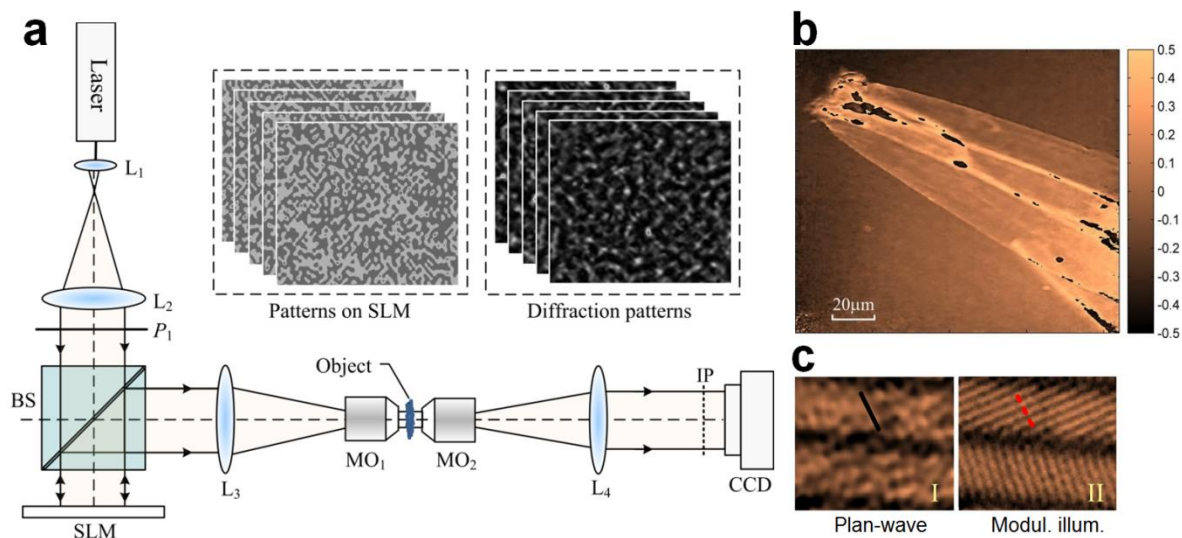 a
Laser
L1
L2
P1
BS
SLM
Patterns on SLM
Diffraction patterns
L3
MO1
Object
MO2
L4
IP
CCD
b
20μm
0.5
0.4
0.3
0.2
0.1
0
-0.1
-0.2
-0.3
-0.4
-0.5
c
I
II
Plan-wave
Modul. illum.